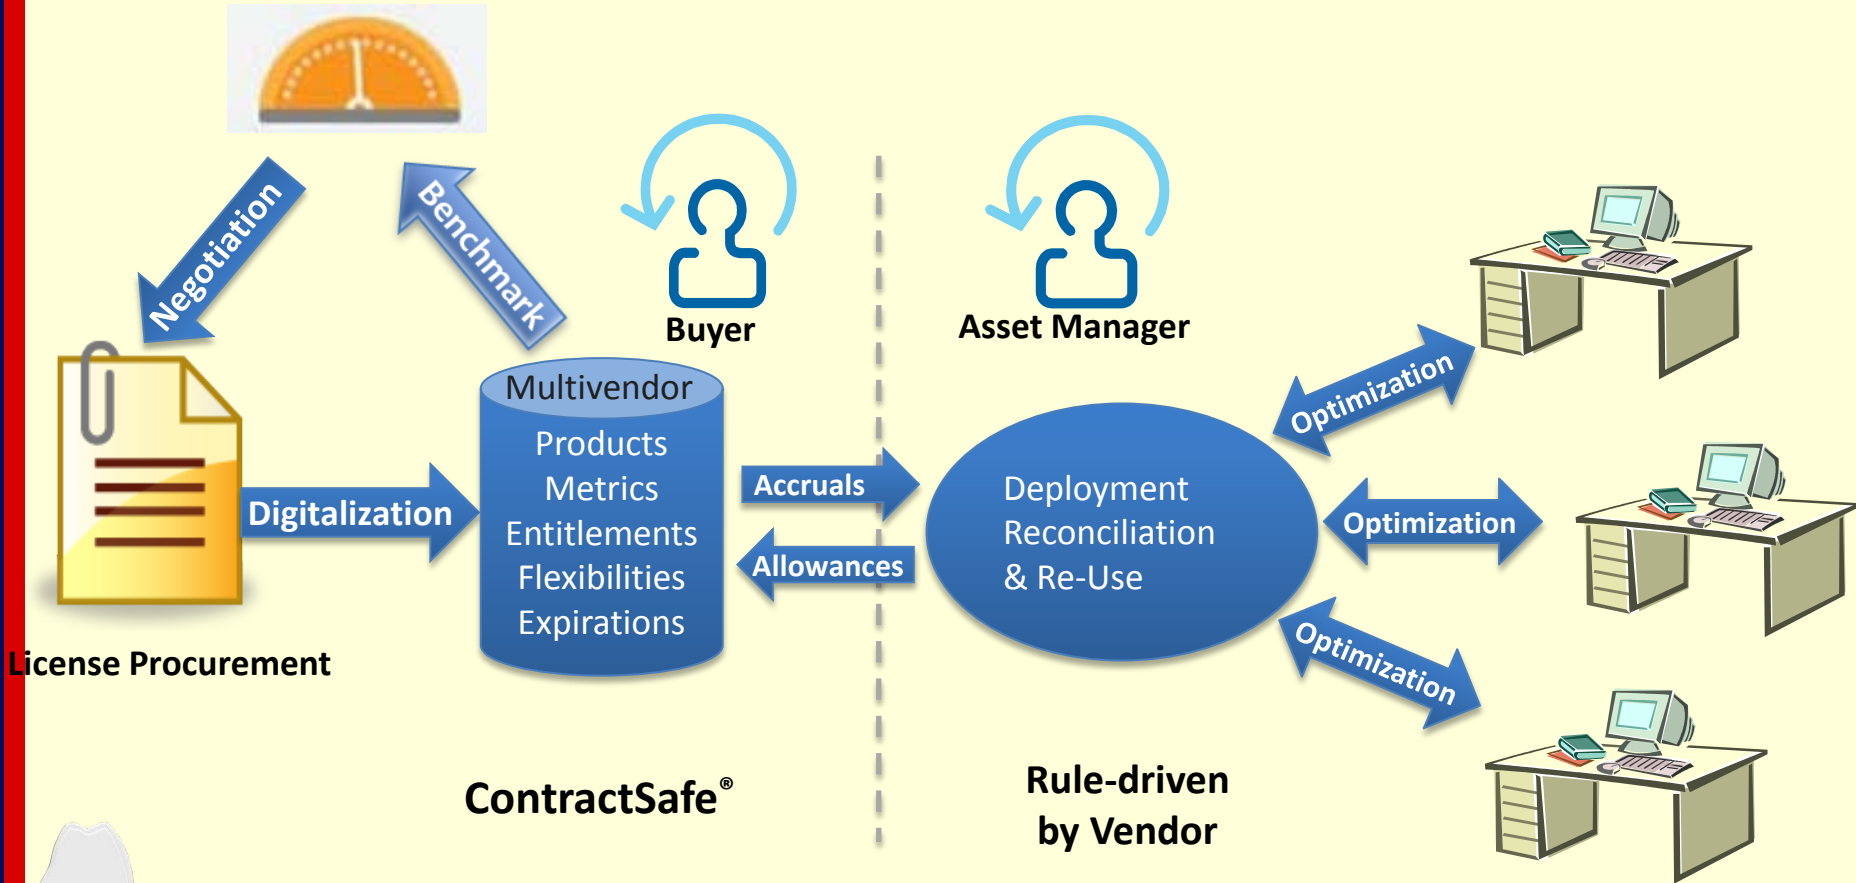 Negotiation
Benchmark
Buyer
Asset Manager
Multivendor
Products
Metrics
Entitlements
Flexibilities
Expirations
Digitalization
Accruals
Allowances
Deployment
Reconciliation
& Re-Use
Optimization
Optimization
Optimization
License Procurement
ContractSafe®
Rule-driven
by Vendor